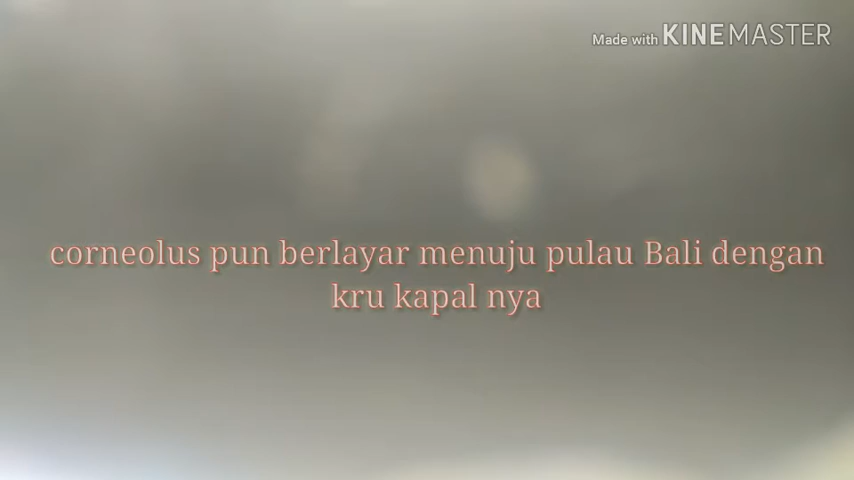 Made with KINEMASTER
corneolus pun berlayar menuju pulau Bali dengan
kru kapal nya